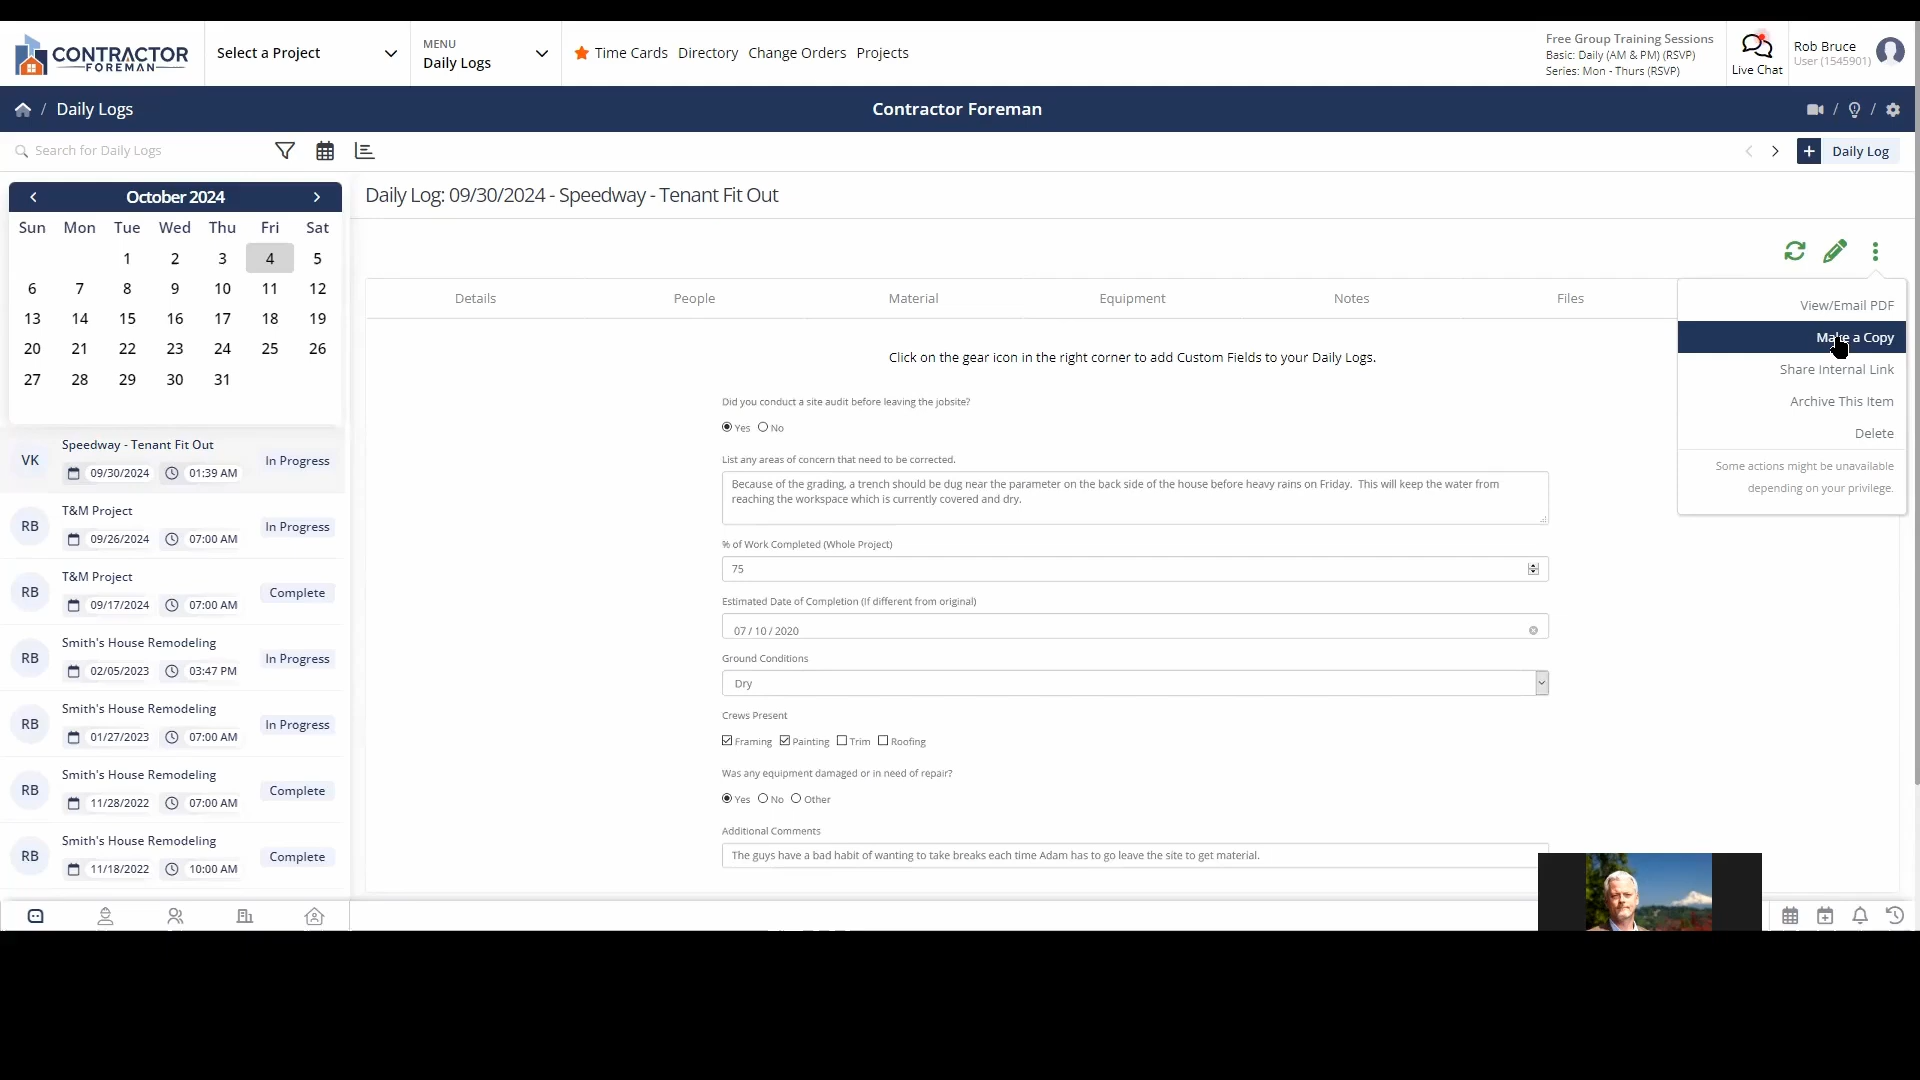 CONTRACTOR
FOREMAN
Select a Project
MENU
Daily Logs
Time Cards Directory Change Orders Projects
Free Group Training Sessions
Basic: Daily (AM & PM) (RSVP)
Series: Mon - Thurs (RSVP)
Live Chat
Rob Bruce
User (1545901)
/ Daily Logs
Contractor Foreman
/ /
Search for Daily Logs
+ Daily Log
October 2024
Sun Mon Tue Wed Thu Fri Sat
1 2 3 4 5
6 7 8 9 10 11 12
13 14 15 16 17 18 19
20 21 22 23 24 25 26
27 28 29 30 31
VK
Speedway - Tenant Fit Out
09/30/2024 01:39 AM
In Progress
RB
T&M Project
09/26/2024 07:00 AM
In Progress
RB
T&M Project
09/17/2024 07:00 AM
Complete
RB
Smith's House Remodeling
02/05/2023 03:47 PM
In Progress
RB
Smith's House Remodeling
01/27/2023 07:00 AM
In Progress
RB
Smith's House Remodeling
11/28/2022 07:00 AM
Complete
RB
Smith's House Remodeling
11/18/2022 10:00 AM
Complete
Daily Log: 09/30/2024 - Speedway - Tenant Fit Out
Details People Material Equipment Notes Files
View/Email PDF
Make a Copy
Share Internal Link
Archive This Item
Delete
Some actions might be unavailable
depending on your privilege.
Click on the gear icon in the right corner to add Custom Fields to your Daily Logs.
Did you conduct a site audit before leaving the jobsite?
Yes No
List any areas of concern that need to be corrected.
Because of the grading, a trench should be dug near the parameter on the back side of the house before heavy rains on Friday. This will keep the water from
reaching the workspace which is currently covered and dry.
% of Work Completed (Whole Project)
75
Estimated Date of Completion (If different from original)
07 / 10 / 2020
Ground Conditions
Dry
Crews Present
Framing Painting Trim Roofing
Was any equipment damaged or in need of repair?
Yes No Other
Additional Comments
The guys have a bad habit of wanting to take breaks each time Adam has to go leave the site to get material.